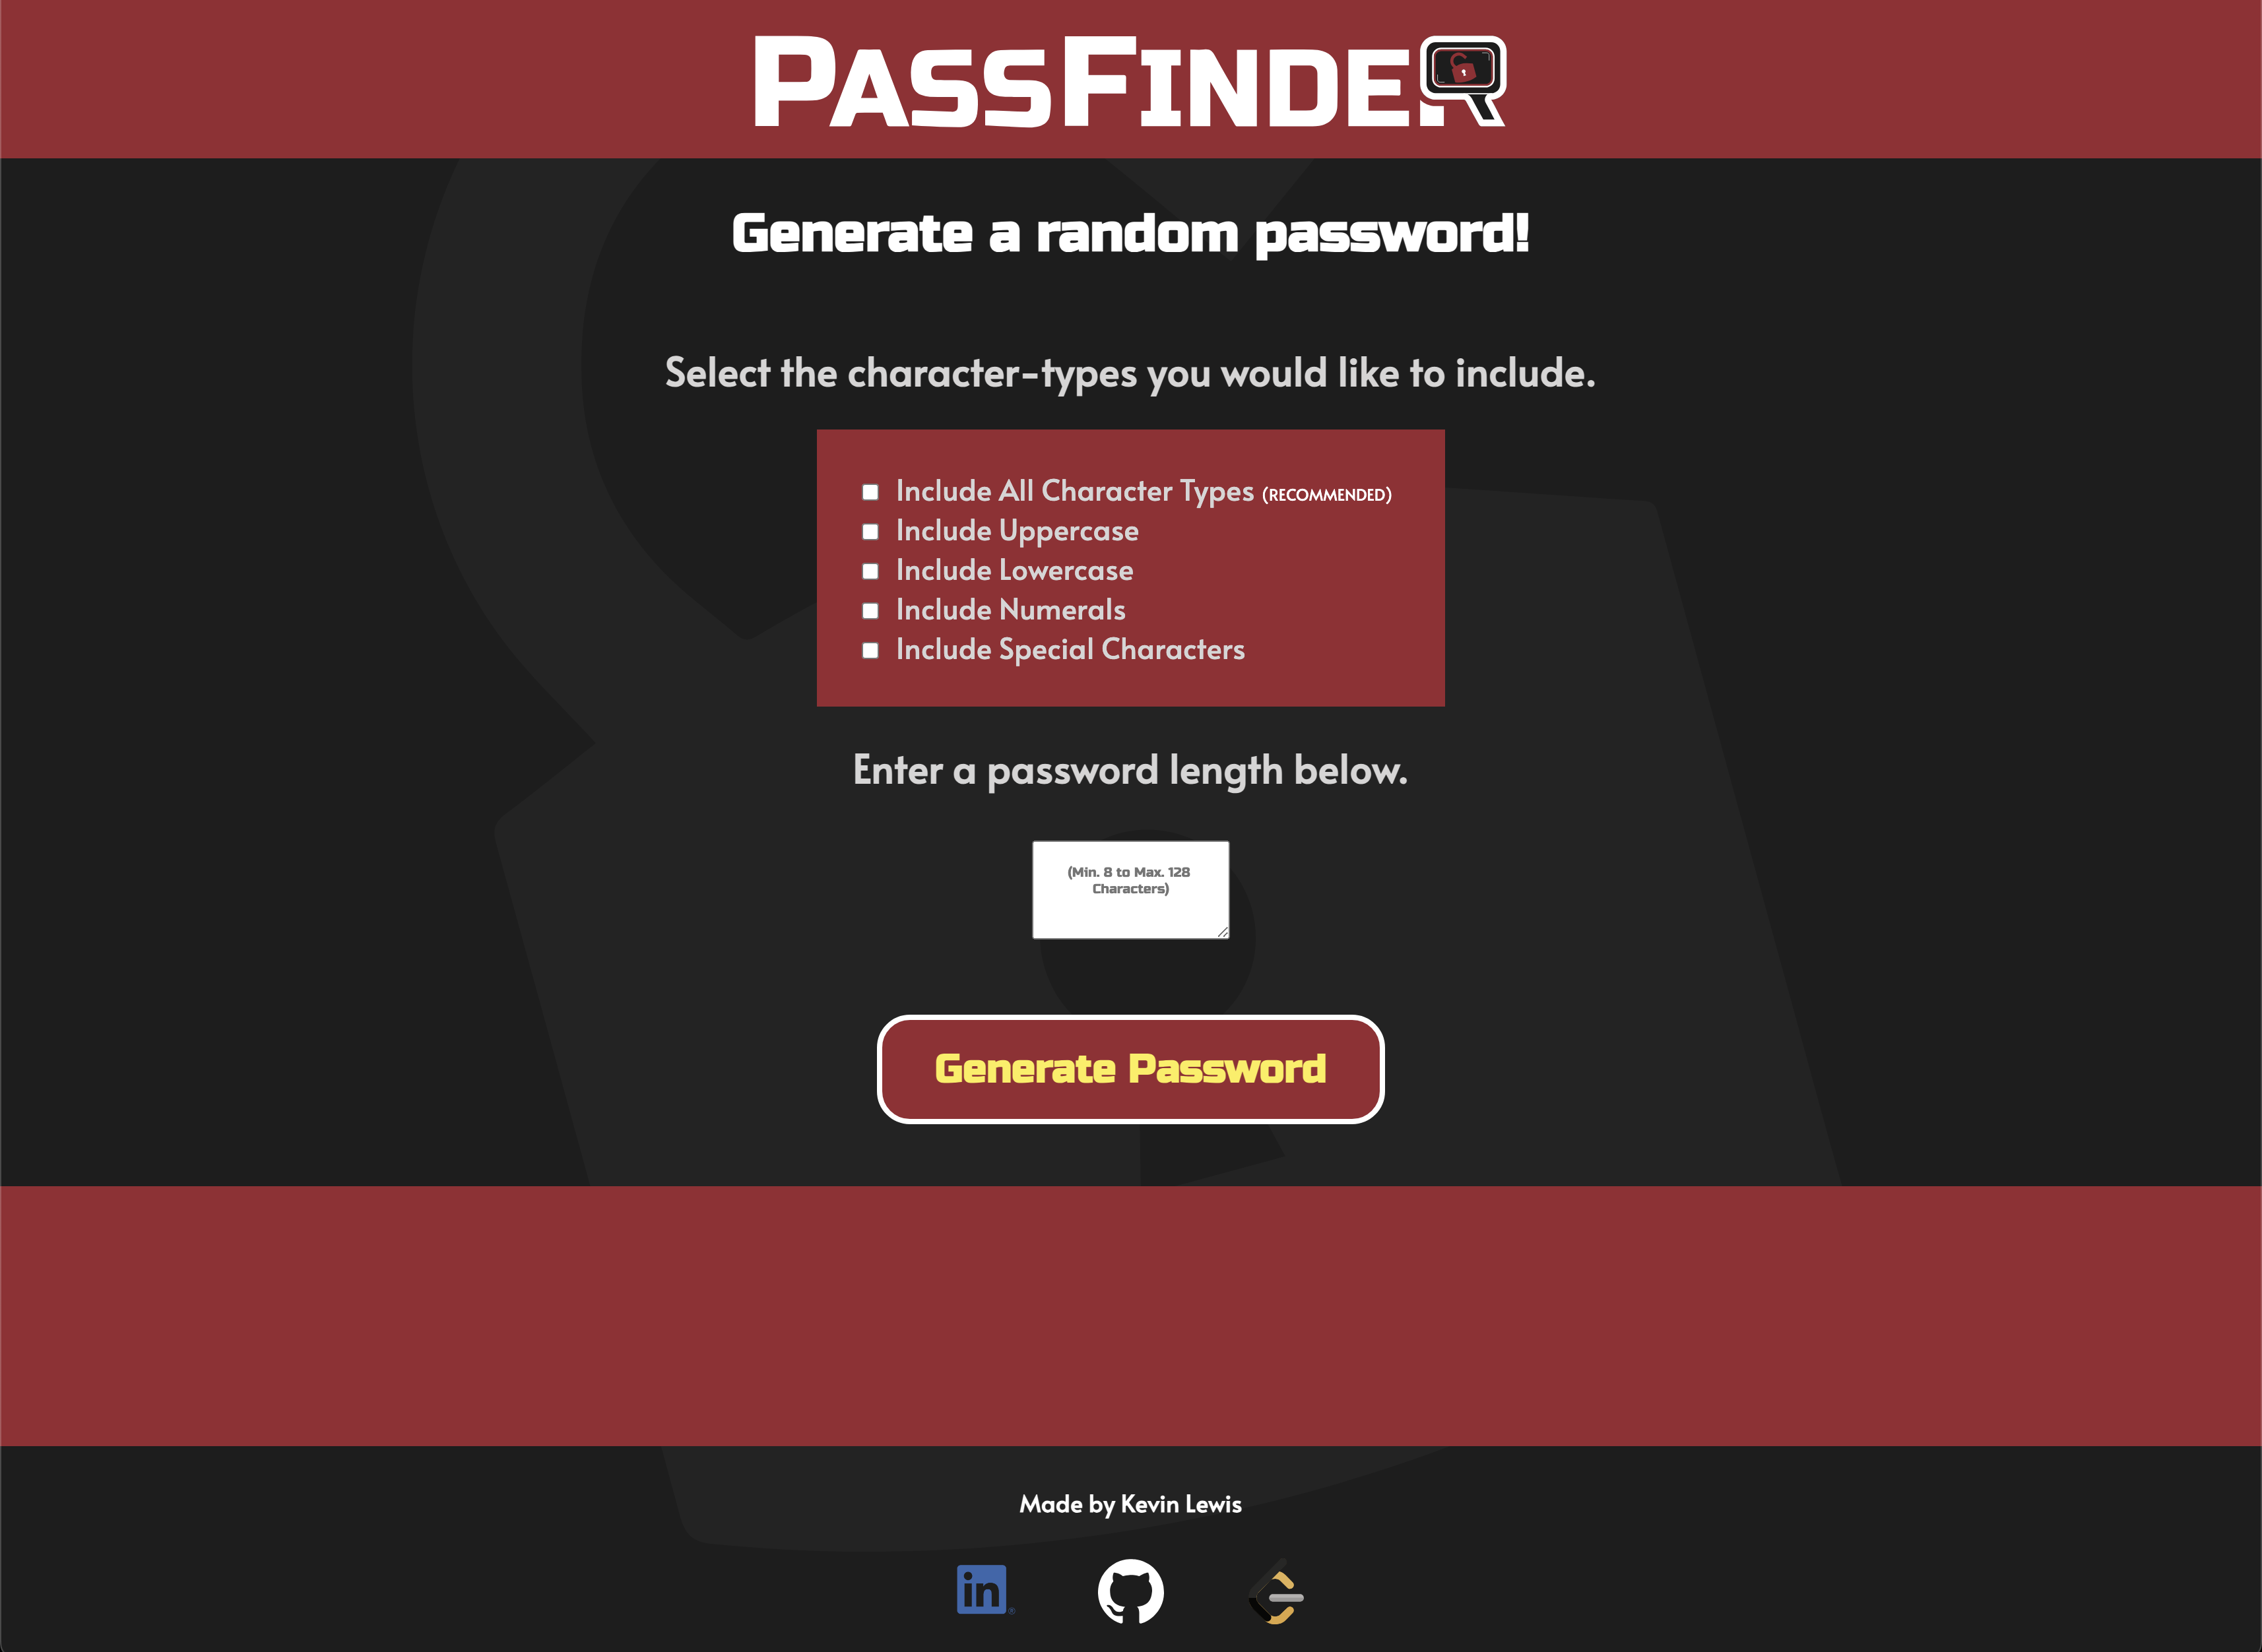 PASSFINDER
Generate a random password!
Select the character-types you would like to include.
Include All Character Types (RECOMMENDED)
Include Uppercase
Include Lowercase
Include Numerals
Include Special Characters
Enter a password length below.
(Min. 8 to Max. 128
Characters)
Generate Password
Made by Kevin Lewis
in ®